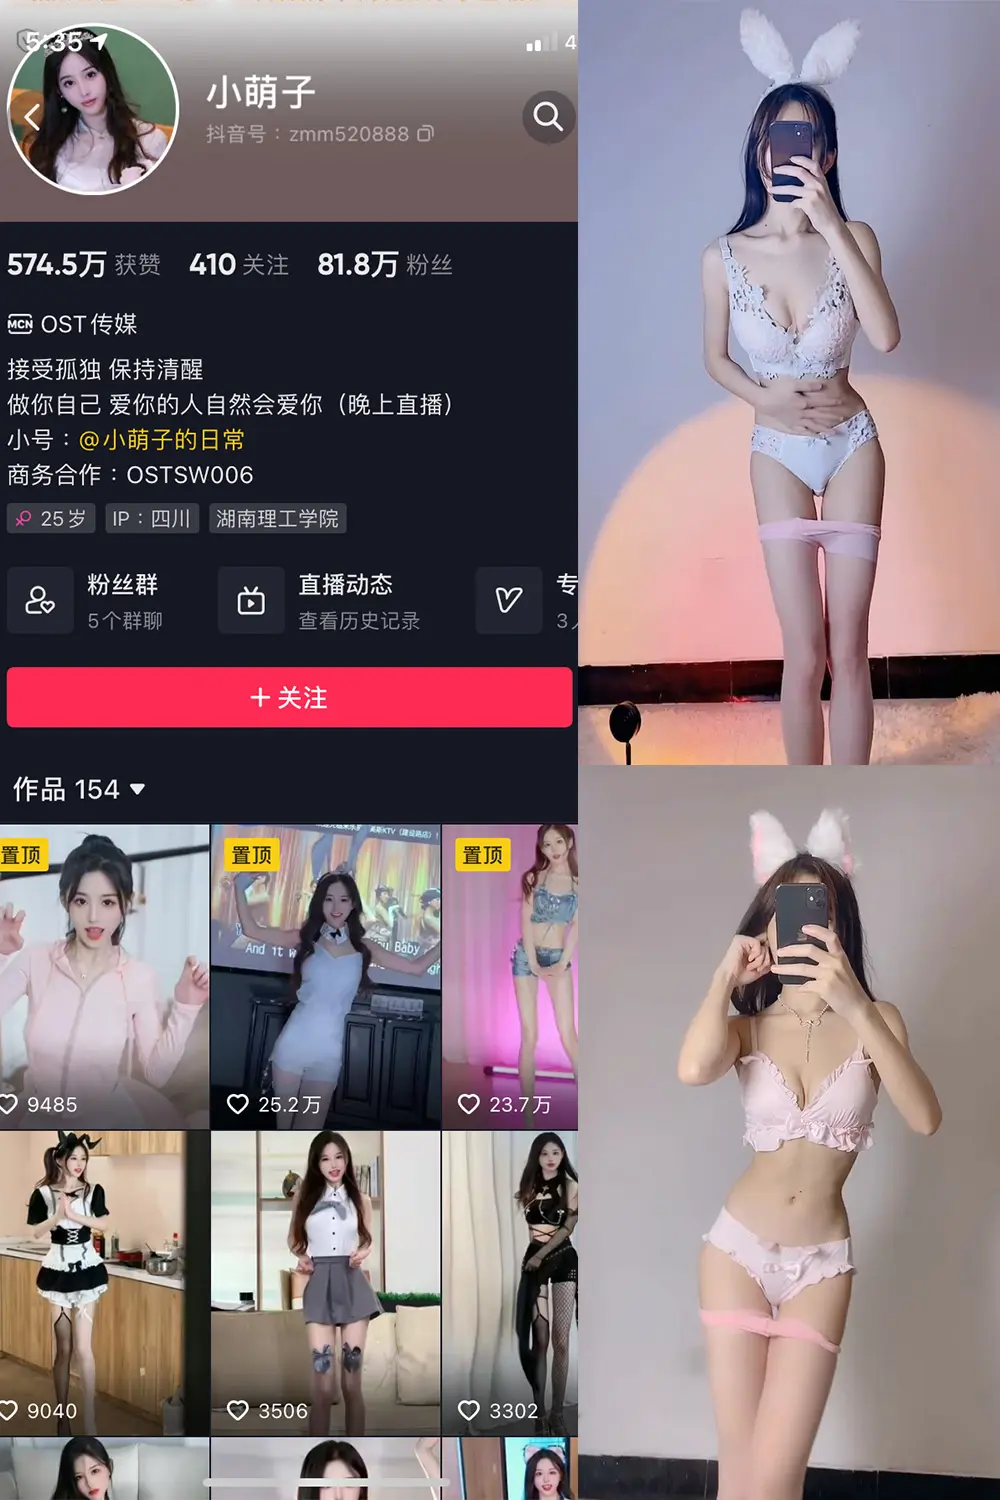 5:35
4
小萌子
抖音号：zmm520888
574.5万 获赞 410 关注 81.8万 粉丝
MCN OST传媒
接受孤独 保持清醒
做你自己 爱你的人自然会爱你（晚上直播）
小号：@小萌子的日常
商务合作：OSTSW006
25岁 IP：四川 湖南理工学院
粉丝群 直播动态 专
5个群聊 查看历史记录 3
+ 关注
作品 154
置顶 置顶 置顶
And it
Baby
9485 25.2万 23.7万
9040 3506 3302